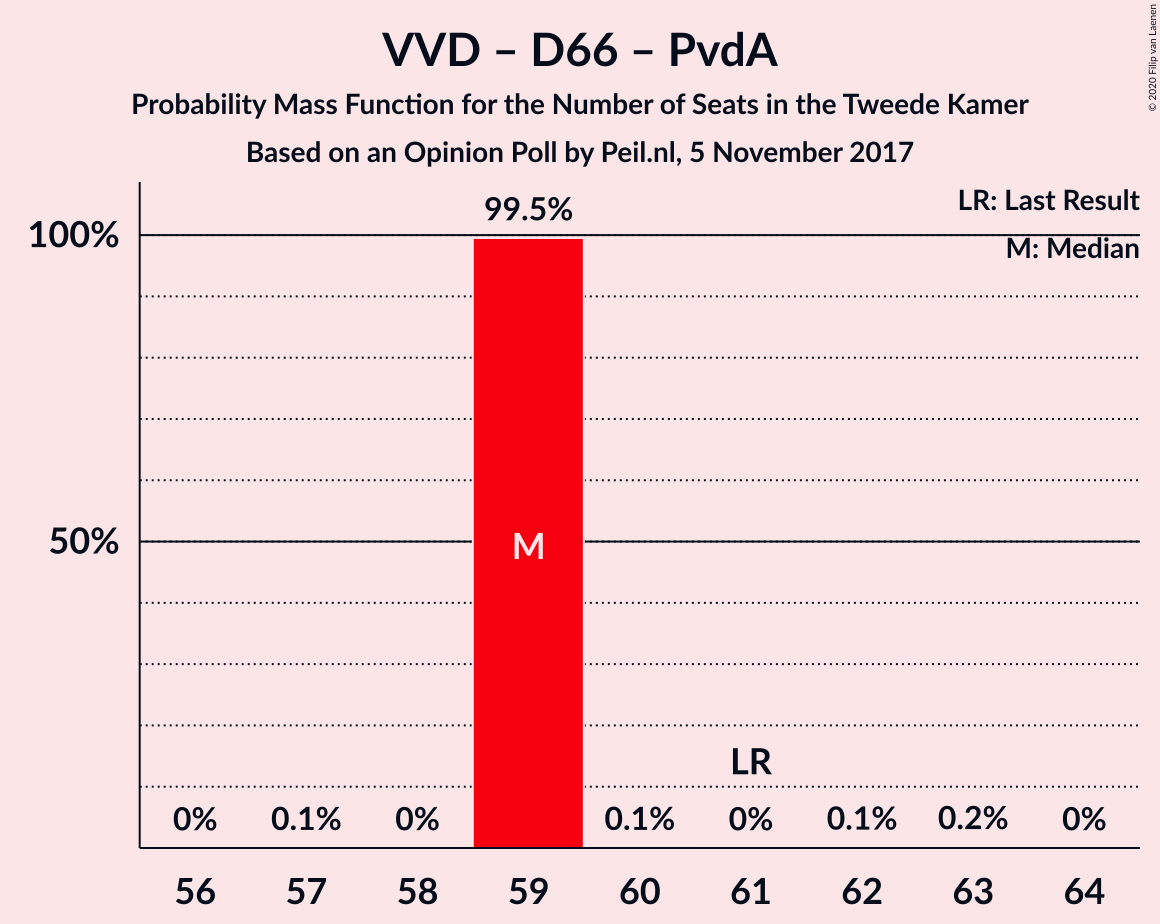 VVD – D66 – PvdA
Probability Mass Function for the Number of Seats in the Tweede Kamer
Based on an Opinion Poll by Peil.nl, 5 November 2017
© 2020 Filip van Laenen
LR: Last Result
M: Median
99.5%
100%
50%
M
LR
0% 0.1% 0% 0.1% 0% 0.1% 0.2% 0%
56 57 58 59 60 61 62 63 64